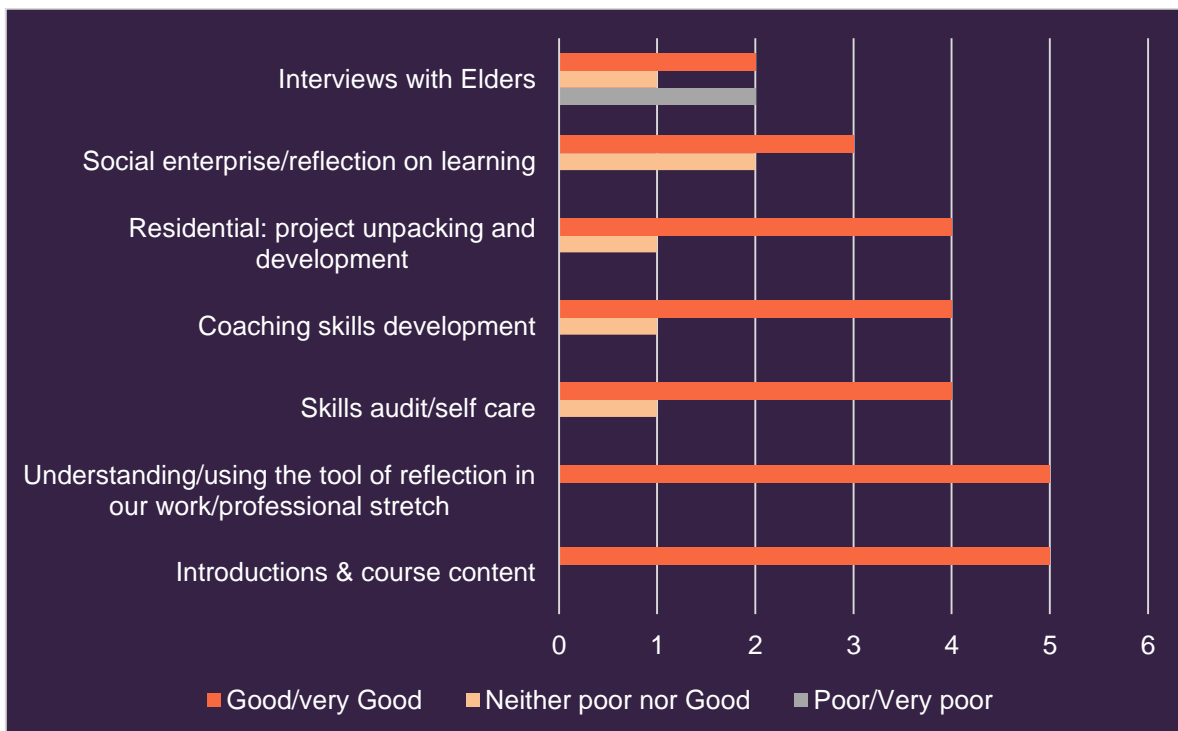 Interviews with Elders
Social enterprise/reflection on learning
Residential: project unpacking and
development
Coaching skills development
Skills audit/self care
Understanding/using the tool of reflection in
our work/professional stretch
Introductions & course content
0 1 2 3 4 5 6
Good/very Good Neither poor nor Good Poor/Very poor